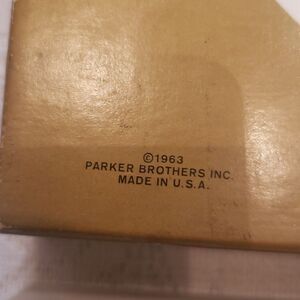 ©1963
PARKER BROTHERS INC.
MADE IN U.S.A.